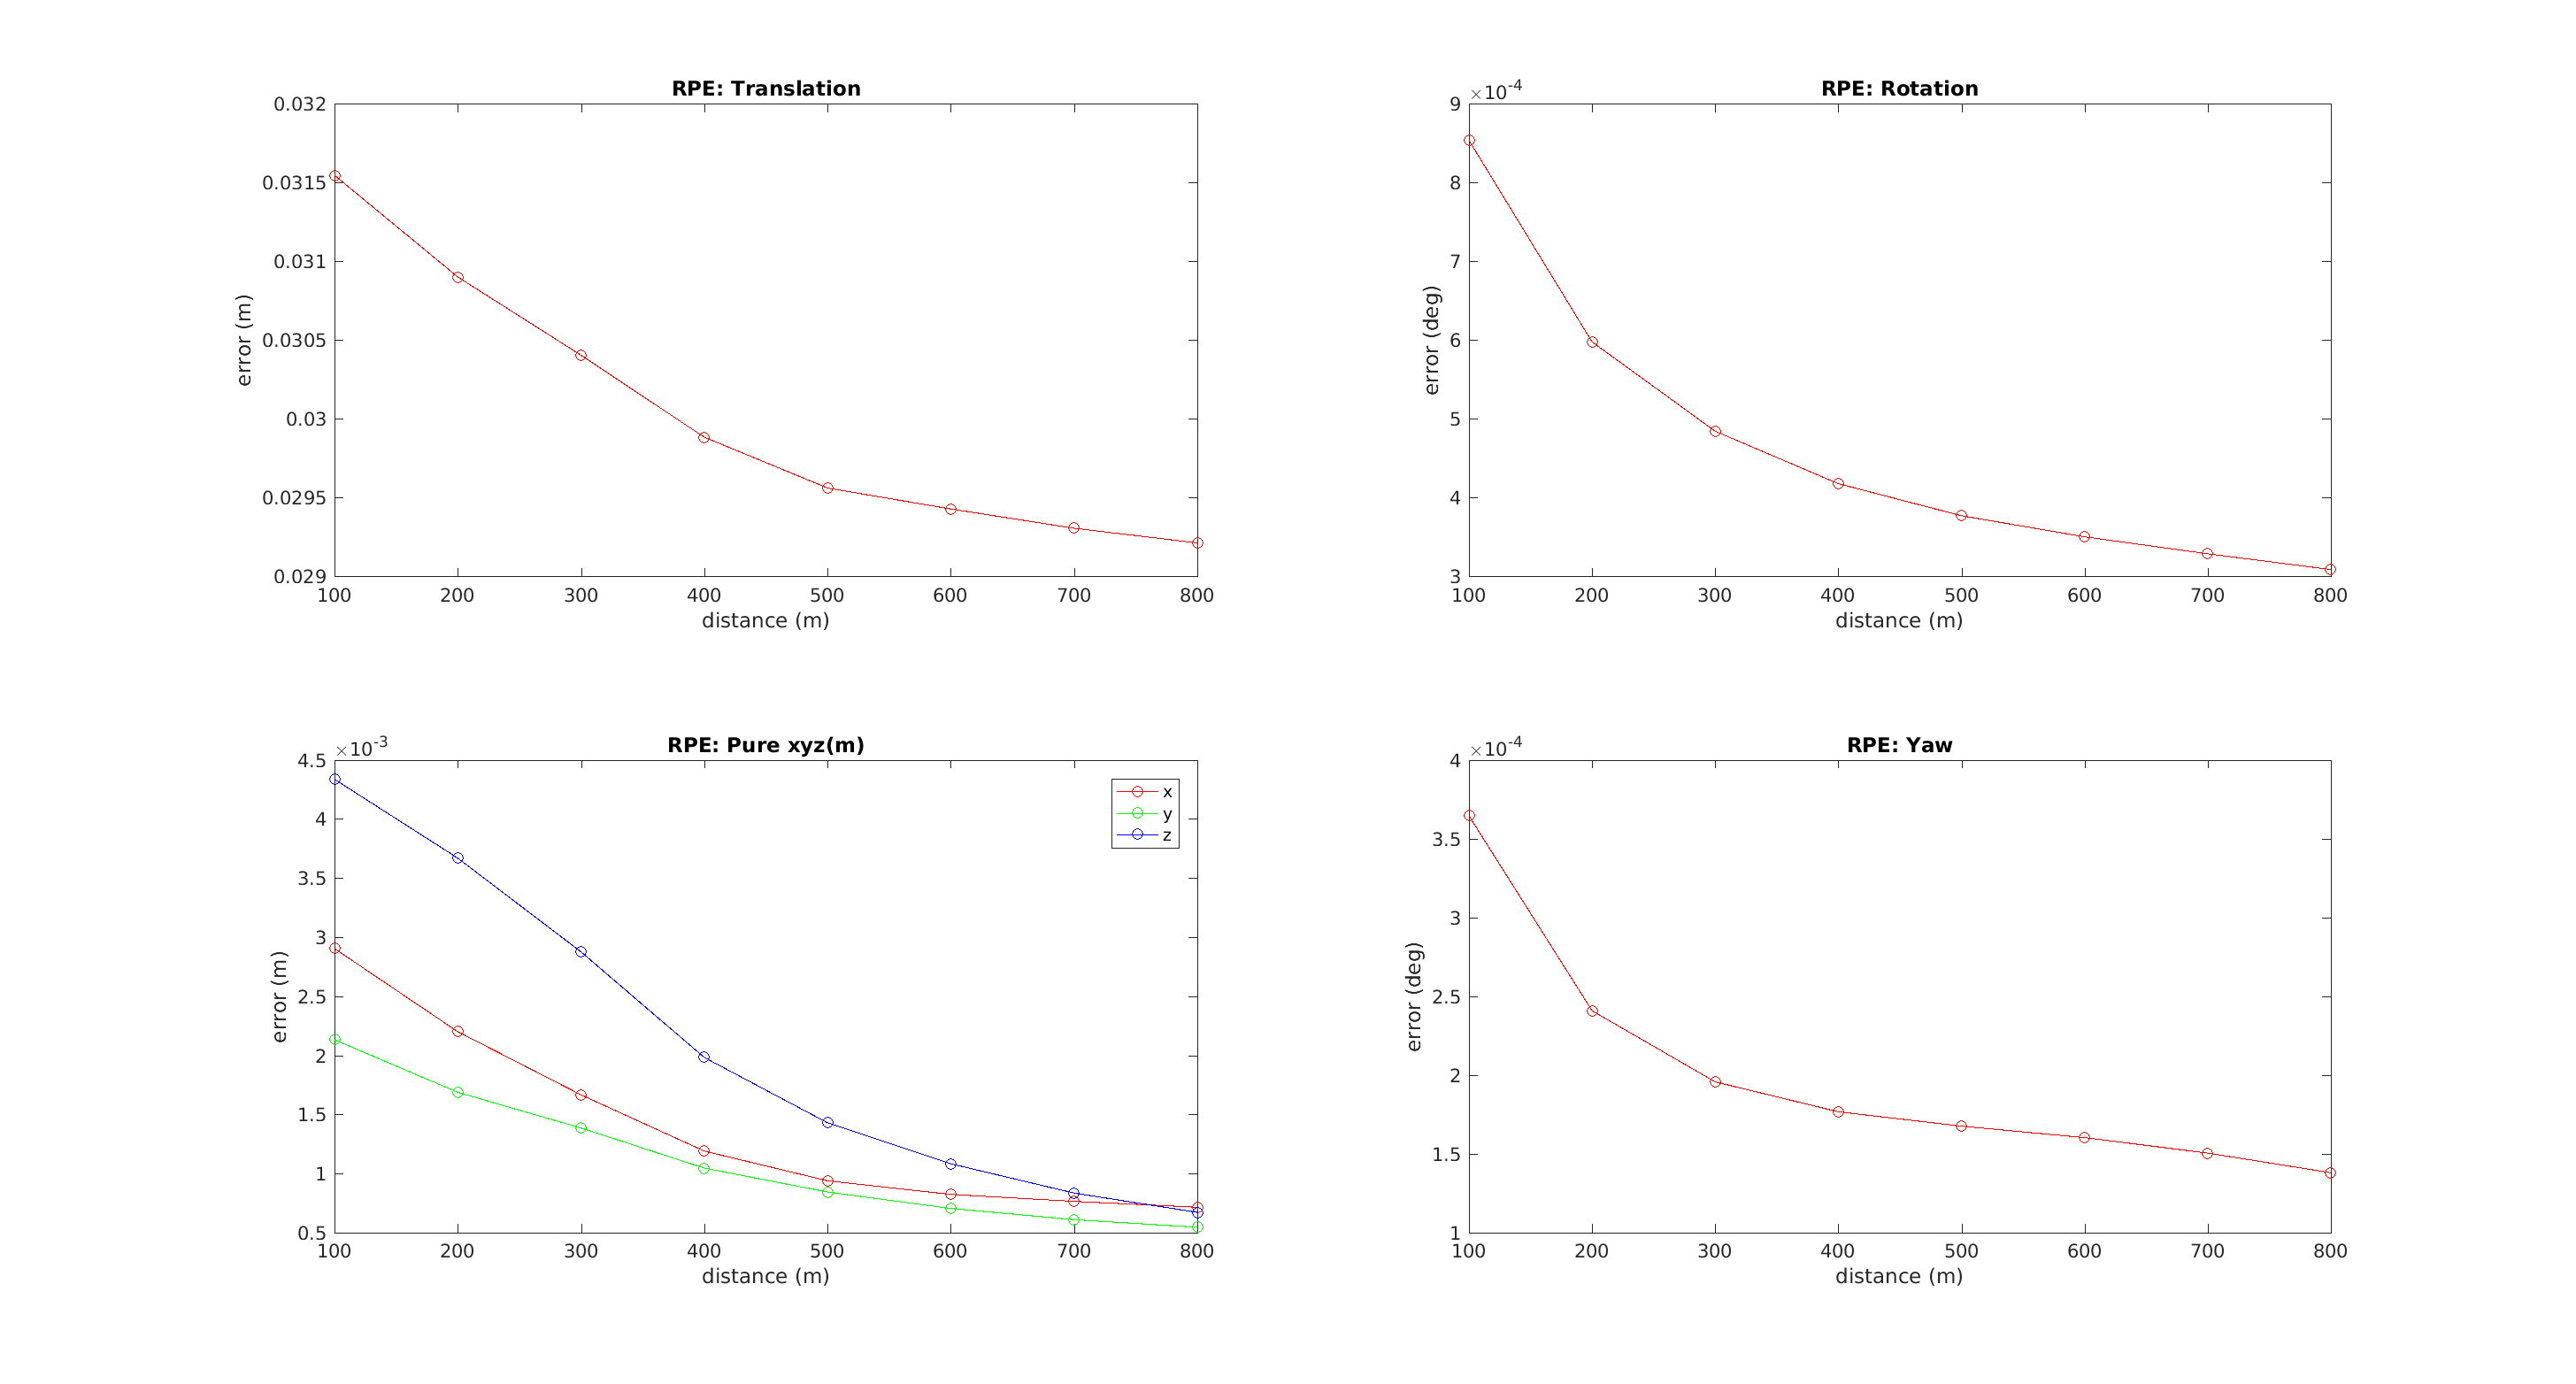 RPE: Translation
0.032
0.0315
0.031
0.0305
0.03
0.0295
0.029
error (m)
100 200 300 400 500 600 700 800
distance (m)
RPE: Rotation
×10-4
9
8
7
6
5
4
3
error (deg)
100 200 300 400 500 600 700 800
distance (m)
RPE: Pure xyz(m)
×10-3
4.5
4
3.5
3
2.5
2
1.5
1
0.5
error (m)
x
y
z
100 200 300 400 500 600 700 800
distance (m)
RPE: Yaw
×10-4
4
3.5
3
2.5
2
1.5
1
error (deg)
100 200 300 400 500 600 700 800
distance (m)